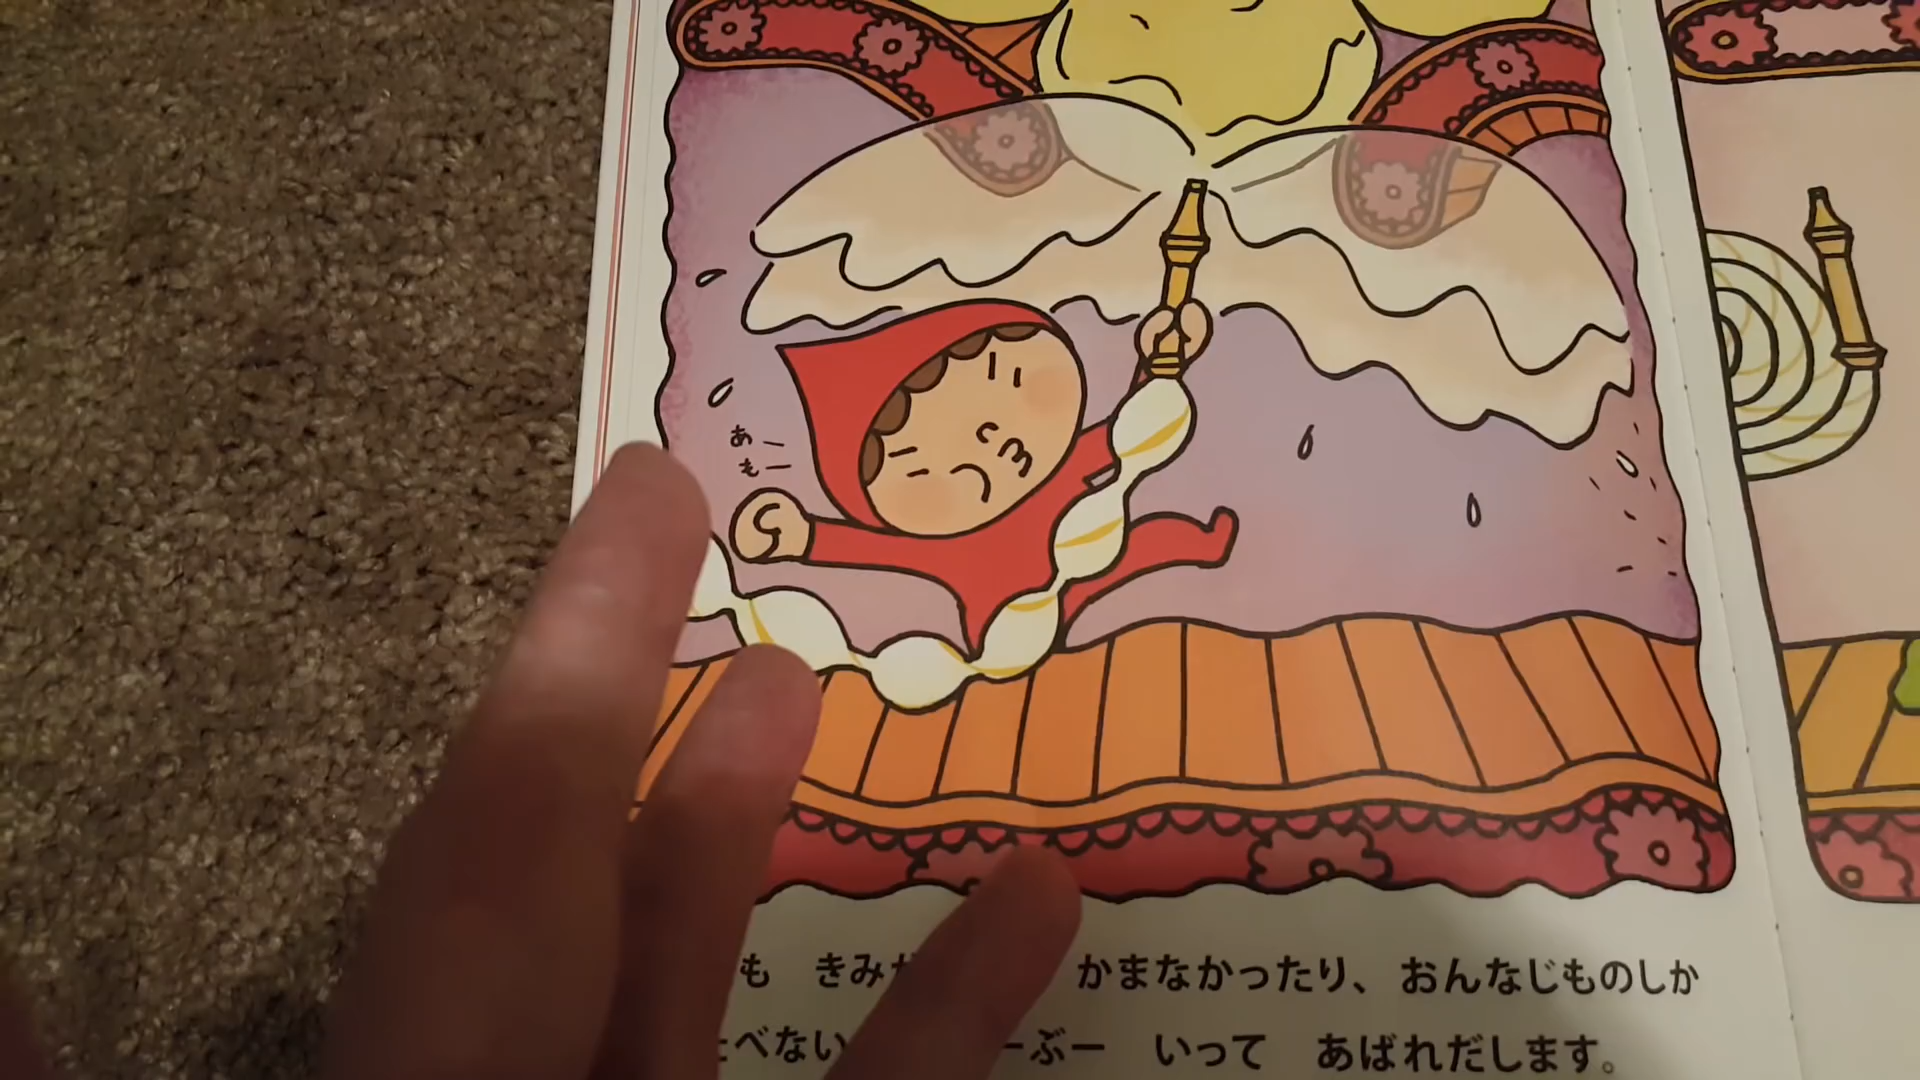 あー
もー
も　きみが　かまなかったり、おんなじものしか
たべない　ーぶー　いって　あばれだします。